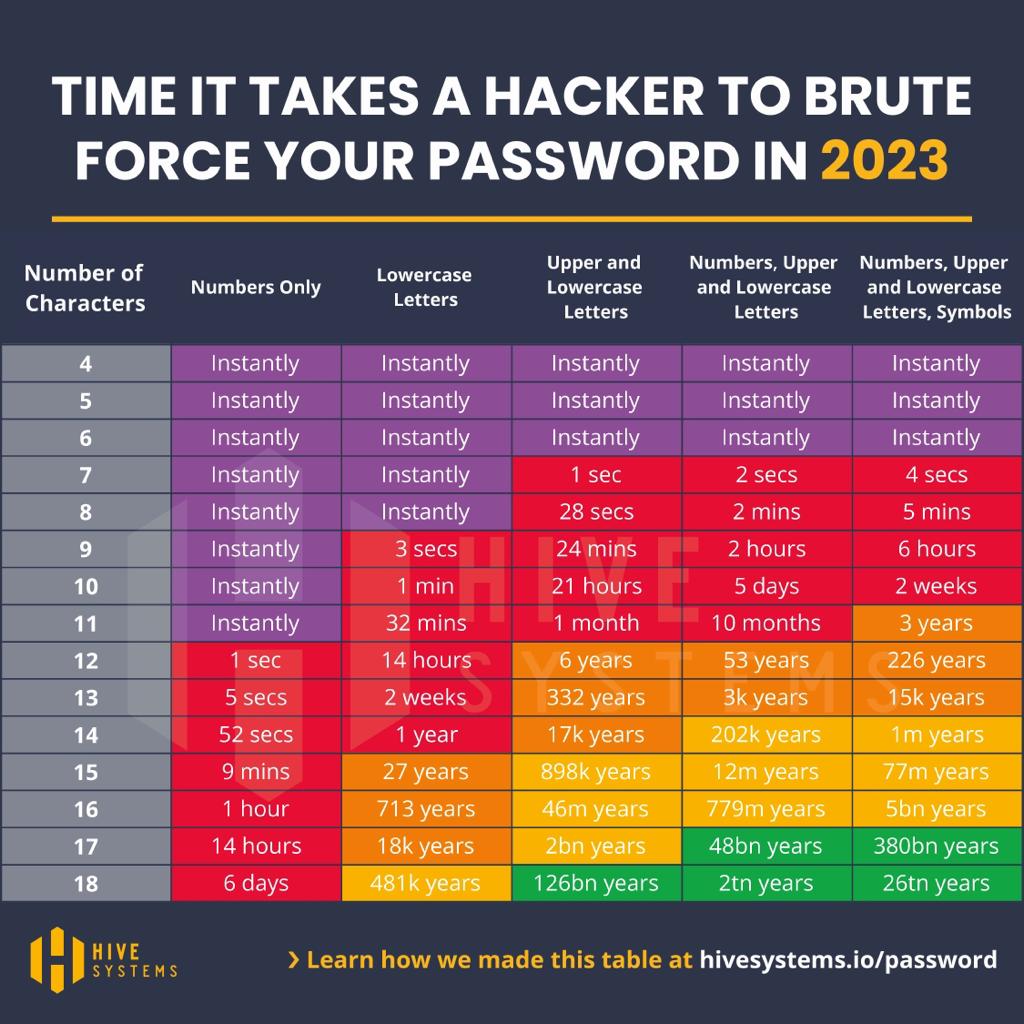 TIME IT TAKES A HACKER TO BRUTE
FORCE YOUR PASSWORD IN 2023
Number of Characters | Numbers Only | Lowercase Letters | Upper and Lowercase Letters | Numbers, Upper and Lowercase Letters | Numbers, Upper and Lowercase Letters, Symbols
4 | Instantly | Instantly | Instantly | Instantly | Instantly
5 | Instantly | Instantly | Instantly | Instantly | Instantly
6 | Instantly | Instantly | Instantly | Instantly | Instantly
7 | Instantly | Instantly | 1 sec | 2 secs | 4 secs
8 | Instantly | Instantly | 28 secs | 2 mins | 5 mins
9 | Instantly | 3 secs | 24 mins | 2 hours | 6 hours
10 | Instantly | 1 min | 21 hours | 5 days | 2 weeks
11 | Instantly | 32 mins | 1 month | 10 months | 3 years
12 | 1 sec | 14 hours | 6 years | 53 years | 226 years
13 | 5 secs | 2 weeks | 332 years | 3k years | 15k years
14 | 52 secs | 1 year | 17k years | 202k years | 1m years
15 | 9 mins | 27 years | 898k years | 12m years | 77m years
16 | 1 hour | 713 years | 46m years | 779m years | 5bn years
17 | 14 hours | 18k years | 2bn years | 48bn years | 380bn years
18 | 6 days | 481k years | 126bn years | 2tn years | 26tn years
HIVE
SYSTEMS
HIVE
SYSTEMS
› Learn how we made this table at hivesystems.io/password